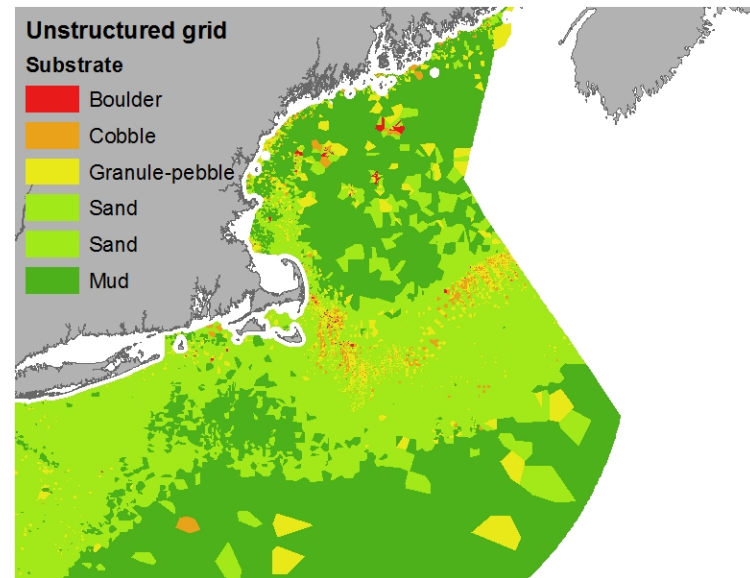 Unstructured grid
Substrate
Boulder
Cobble
Granule-pebble
Sand
Sand
Mud